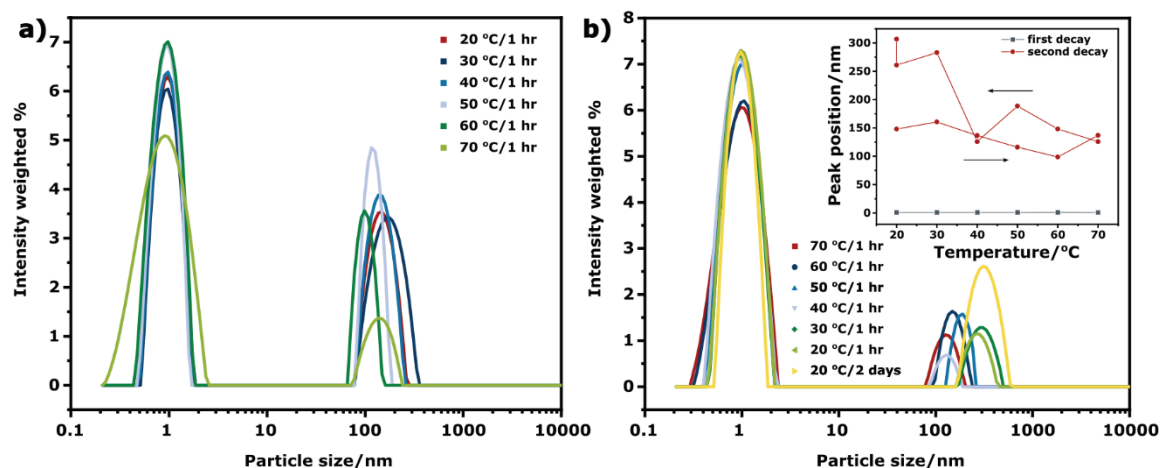 a)
Intensity weighted %
7
6
5
4
3
2
1
0
20 °C/1 hr
30 °C/1 hr
40 °C/1 hr
50 °C/1 hr
60 °C/1 hr
70 °C/1 hr
0.1 1 10 100 1000 10000
Particle size/nm
b)
Intensity weighted %
8
7
6
5
4
3
2
1
0
70 °C/1 hr
60 °C/1 hr
50 °C/1 hr
40 °C/1 hr
30 °C/1 hr
20 °C/1 hr
20 °C/2 days
0.1 1 10 100 1000 10000
Particle size/nm
Peak position/nm
300
250
200
150
100
50
0
first decay
second decay
20 30 40 50 60 70
Temperature/°C